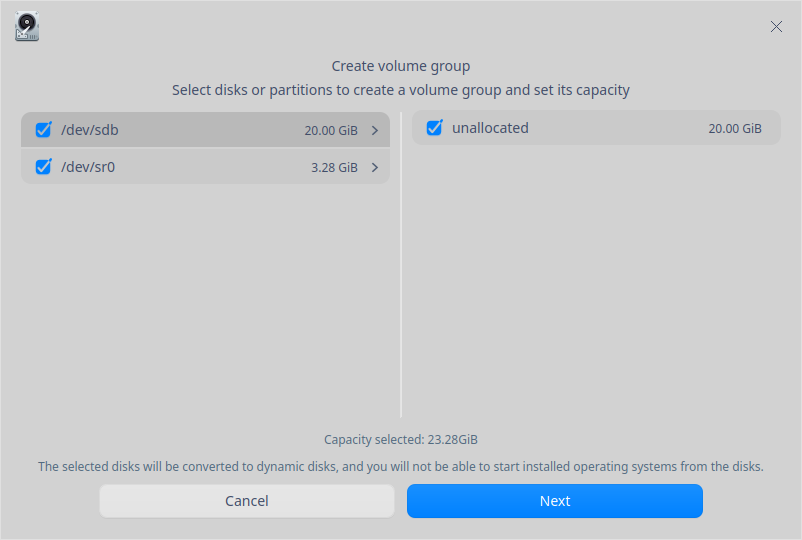 Create volume group
Select disks or partitions to create a volume group and set its capacity
/dev/sdb 20.00 GiB
/dev/sr0 3.28 GiB
unallocated 20.00 GiB
Capacity selected: 23.28GiB
The selected disks will be converted to dynamic disks, and you will not be able to start installed operating systems from the disks.
Cancel Next